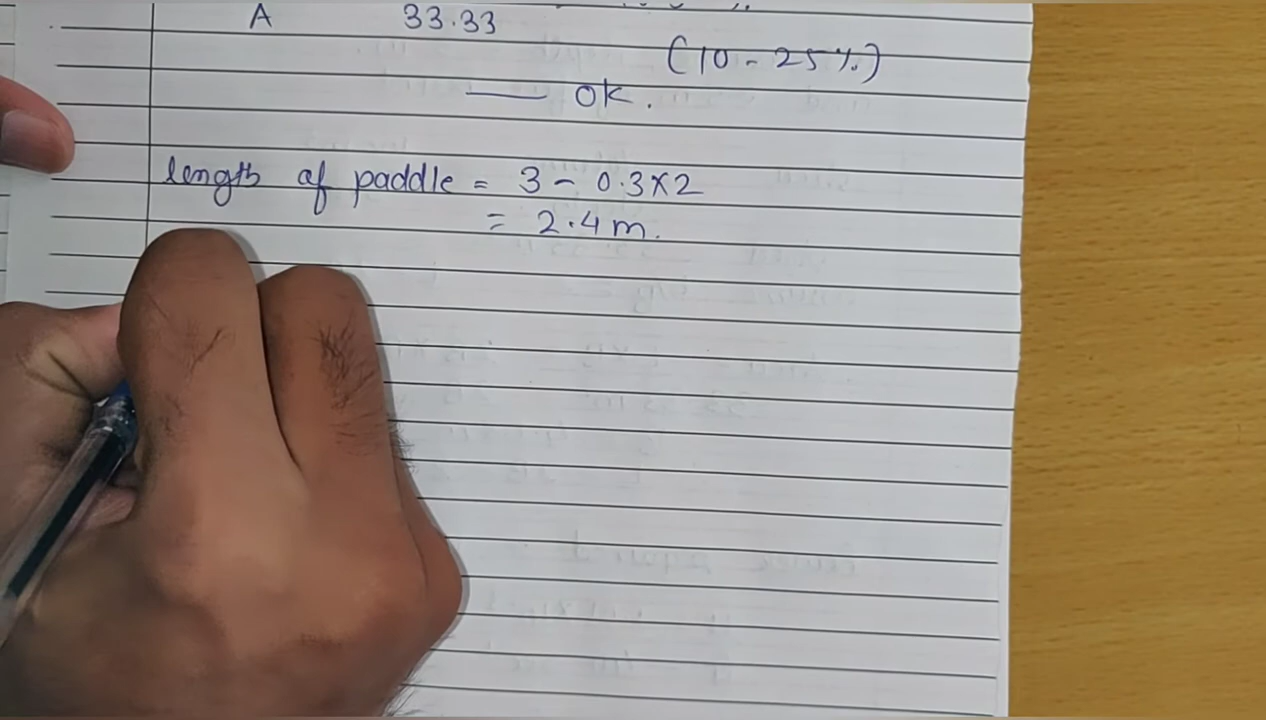 A 33.33
(10 - 25%)
— OK.
length of paddle = 3 - 0.3×2
= 2.4 m.